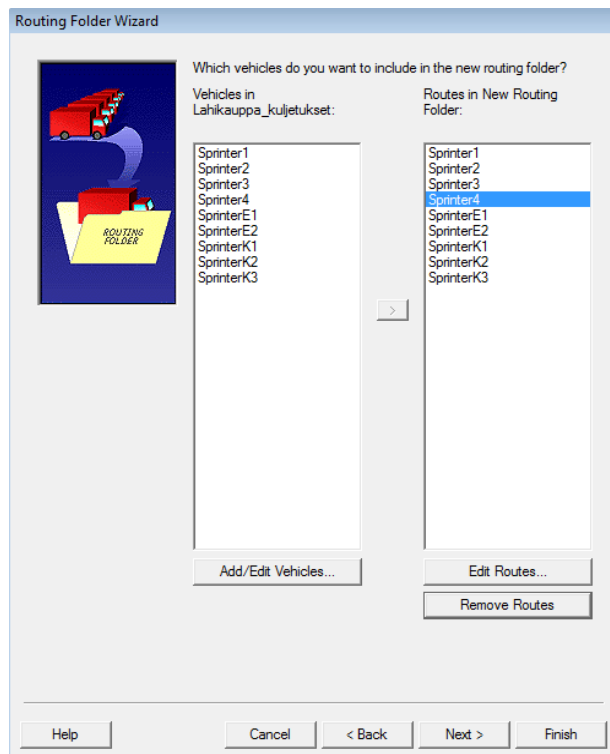 Routing Folder Wizard
Which vehicles do you want to include in the new routing folder?
Vehicles in
Lahikauppa_kuljetukset:
Sprinter1
Sprinter2
Sprinter3
Sprinter4
SprinterE1
SprinterE2
SprinterK1
SprinterK2
SprinterK3
Add/Edit Vehicles...
>
Routes in New Routing
Folder:
Sprinter1
Sprinter2
Sprinter3
Sprinter4
SprinterE1
SprinterE2
SprinterK1
SprinterK2
SprinterK3
Edit Routes...
Remove Routes
ROUTING
FOLDER
Help
Cancel
< Back
Next >
Finish